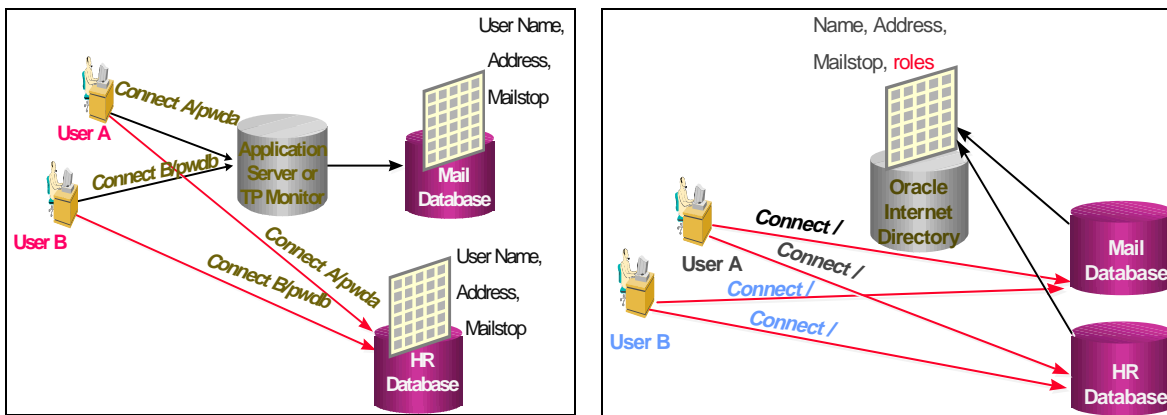 User Name,
Address,
Mailstop
Connect A/pwda
User A
Application
Server or
TP Monitor
Connect B/pwdb
Mail
Database
User B
Connect A/pwda
Connect B/pwdb
User Name,
Address,
Mailstop
HR
Database
Name, Address,
Mailstop, roles
Oracle
Internet
Directory
Connect /
User A
Connect /
Mail
Database
Connect /
User B
Connect /
HR
Database